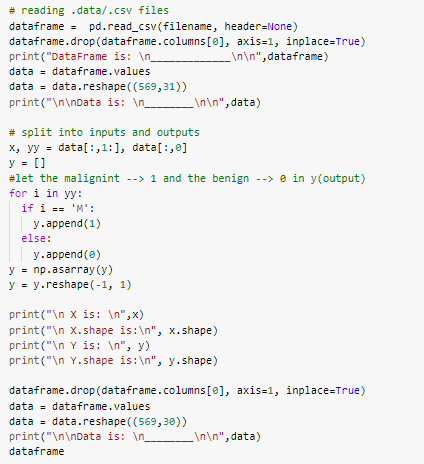 # reading .data/.csv files
dataframe =  pd.read_csv(filename, header=None)
dataframe.drop(dataframe.columns[0], axis=1, inplace=True)
print("DataFrame is: \n_____________\n\n",dataframe)
data = dataframe.values
data = data.reshape((569,31))
print("\n\nData is: \n________\n\n",data)

# split into inputs and outputs
x, yy = data[:,1:], data[:,0]
y = []
#let the malignint --> 1 and the benign --> 0 in y(output)
for i in yy:
  if i == 'M':
    y.append(1)
  else:
    y.append(0)
y = np.asarray(y)
y = y.reshape(-1, 1)

print("\n X is: \n",x)
print("\n X.shape is:\n", x.shape)
print("\n Y is: \n", y)
print("\n Y.shape is:\n", y.shape)

dataframe.drop(dataframe.columns[0], axis=1, inplace=True)
data = dataframe.values
data = data.reshape((569,30))
print("\n\nData is: \n________\n\n",data)
dataframe